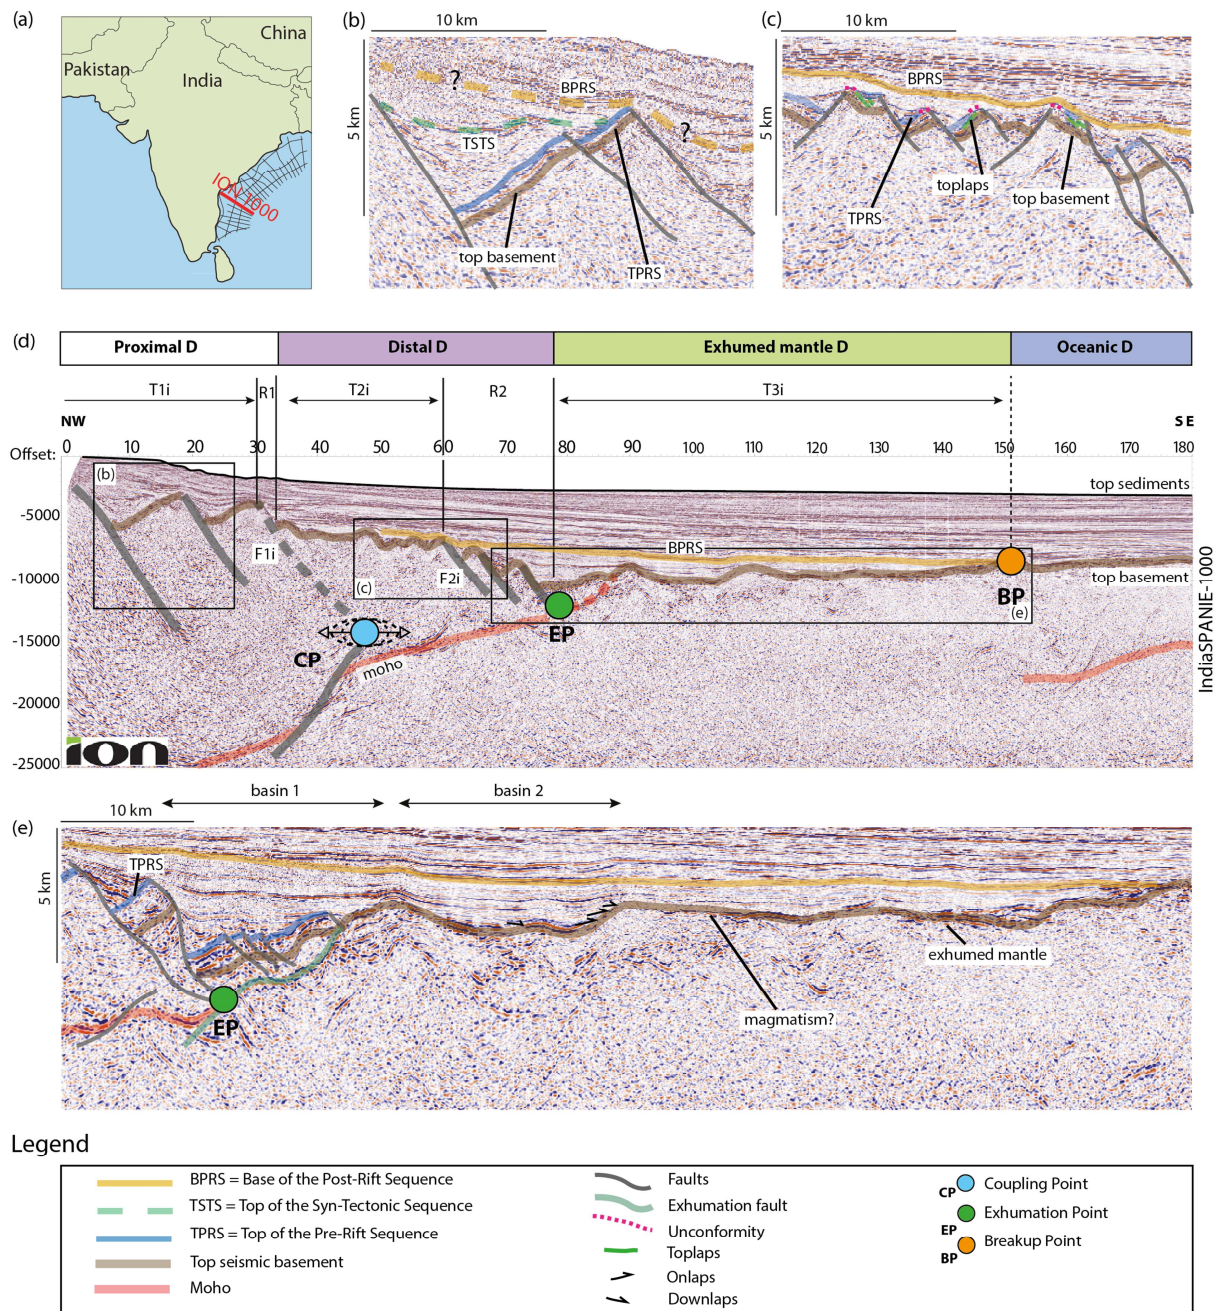 (a)
China
Pakistan
India
ION-1000
(b)
10 km
5 km
?
BPRS
TSTS
?
top basement
TPRS
(c)
10 km
5 km
BPRS
toplaps
TPRS
top basement
(d)
Proximal D
Distal D
Exhumed mantle D
Oceanic D
T1i
R1
T2i
R2
T3i
NW
SE
Offset:
0 10 20 30 40 50 60 70 80 90 100 110 120 130 140 150 160 170 180
top sediments
(b)
-5000
F1i
(c)
F2i
BPRS
-10000
top basement
EP
BP
(e)
-15000
CP
moho
-20000
ion
-25000
IndiaSPANIE-1000
basin 1
basin 2
10 km
(e)
TPRS
5 km
exhumed mantle
EP
magmatism?
Legend
BPRS = Base of the Post-Rift Sequence
TSTS = Top of the Syn-Tectonic Sequence
TPRS = Top of the Pre-Rift Sequence
Top seismic basement
Moho
Faults
Exhumation fault
Unconformity
Toplaps
Onlaps
Downlaps
CP Coupling Point
EP Exhumation Point
BP Breakup Point